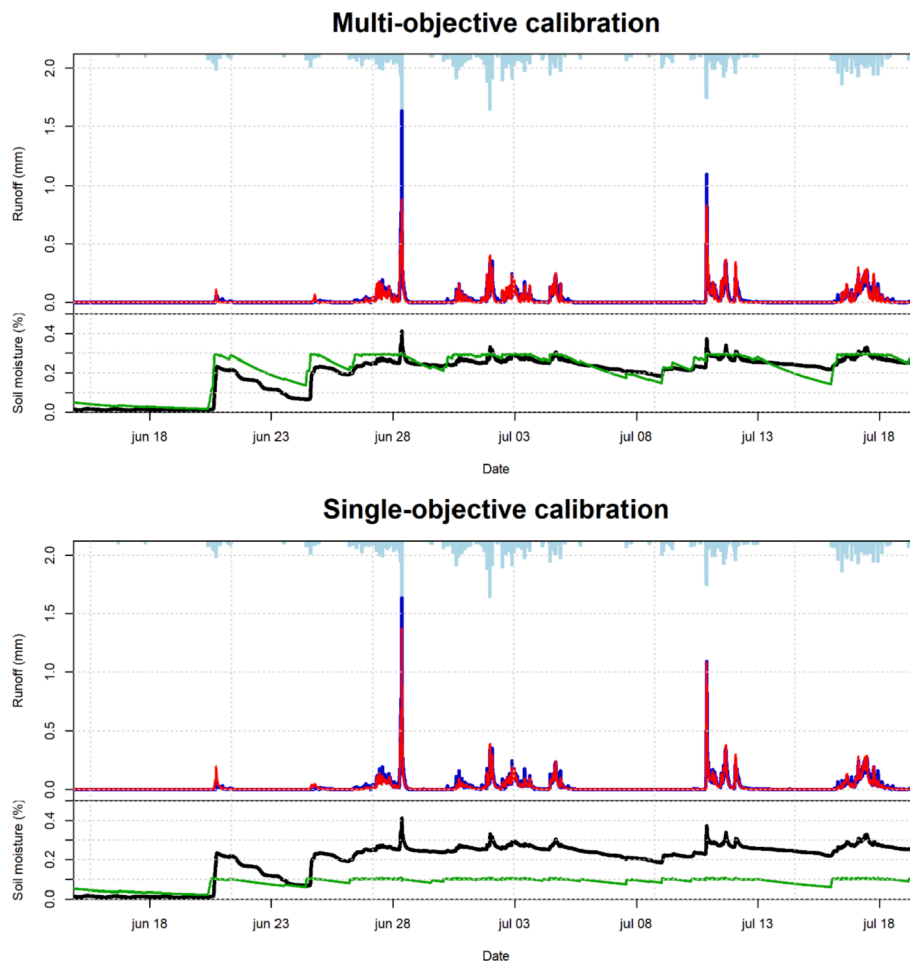 Multi-objective calibration
2.0
1.5
Runoff (mm)
1.0
0.5
0.0
Soil moisture (%)
0.4
0.2
0.0
jun 18 jun 23 jun 28 jul 03 jul 08 jul 13 jul 18
Date
Single-objective calibration
2.0
1.5
Runoff (mm)
1.0
0.5
0.0
Soil moisture (%)
0.4
0.2
0.0
jun 18 jun 23 jun 28 jul 03 jul 08 jul 13 jul 18
Date